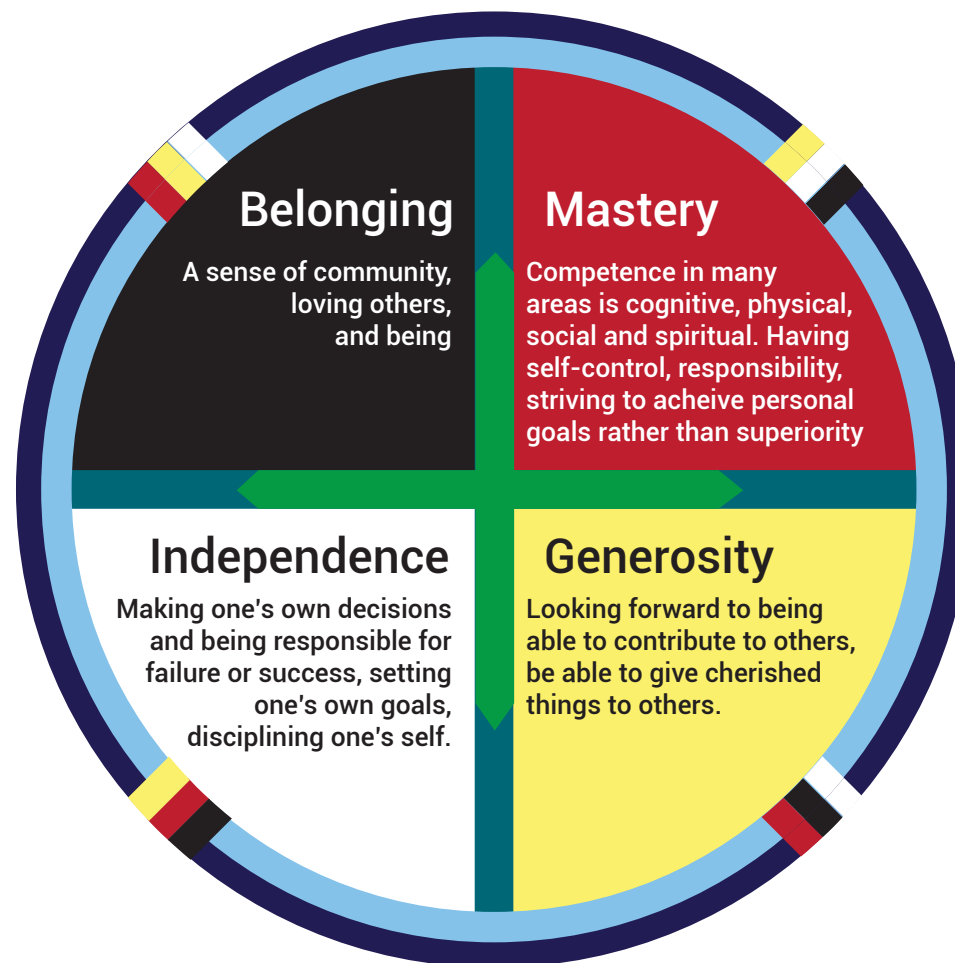 Belonging
A sense of community,
loving others,
and being
Mastery
Competence in many
areas is cognitive, physical,
social and spiritual. Having
self-control, responsibility,
striving to acheive personal
goals rather than superiority
Independence
Making one's own decisions
and being responsible for
failure or success, setting
one's own goals,
disciplining one's self.
Generosity
Looking forward to being
able to contribute to others,
be able to give cherished
things to others.